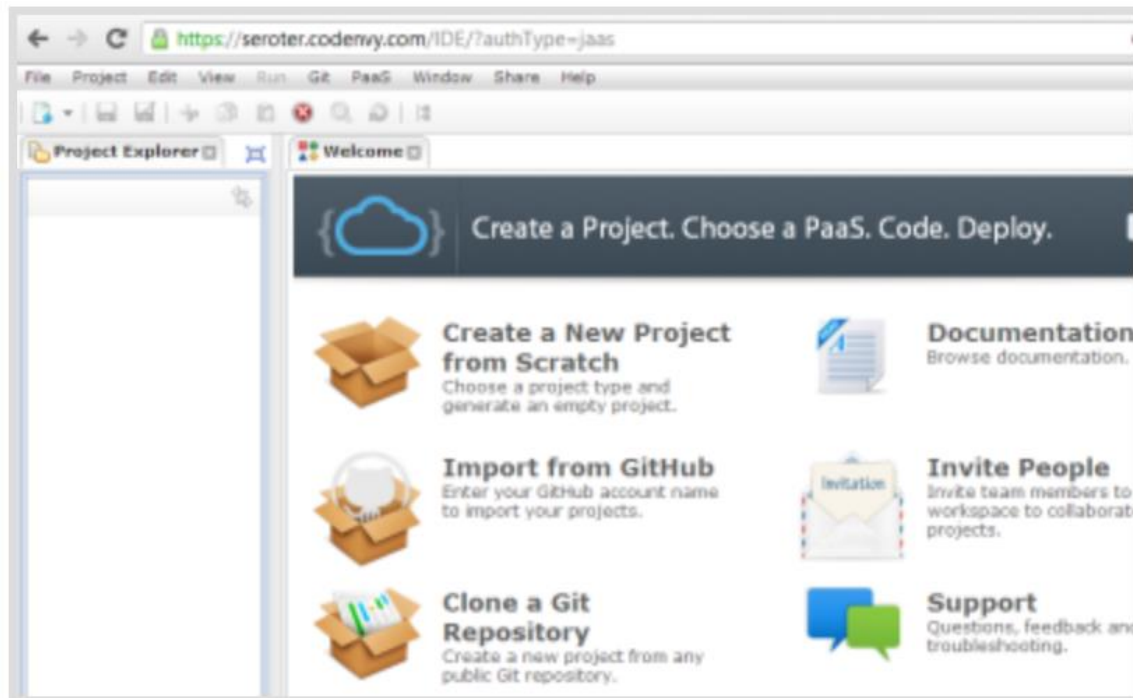 https://seroter.codenvy.com/IDE/?authType=jaas
File Project Edit View Run Git PaaS Window Share Help
Project Explorer Welcome
{ } Create a Project. Choose a PaaS. Code. Deploy.
Create a New Project
from Scratch
Choose a project type and
generate an empty project.
Documentation
Browse documentation.
Import from GitHub
Enter your GitHub account name
to import your projects.
Invitation
Invite People
Invite team members to
workspace to collaborate
projects.
Clone a Git
Repository
Create a new project from any
public Git repository.
Support
Questions, feedback and
troubleshooting.